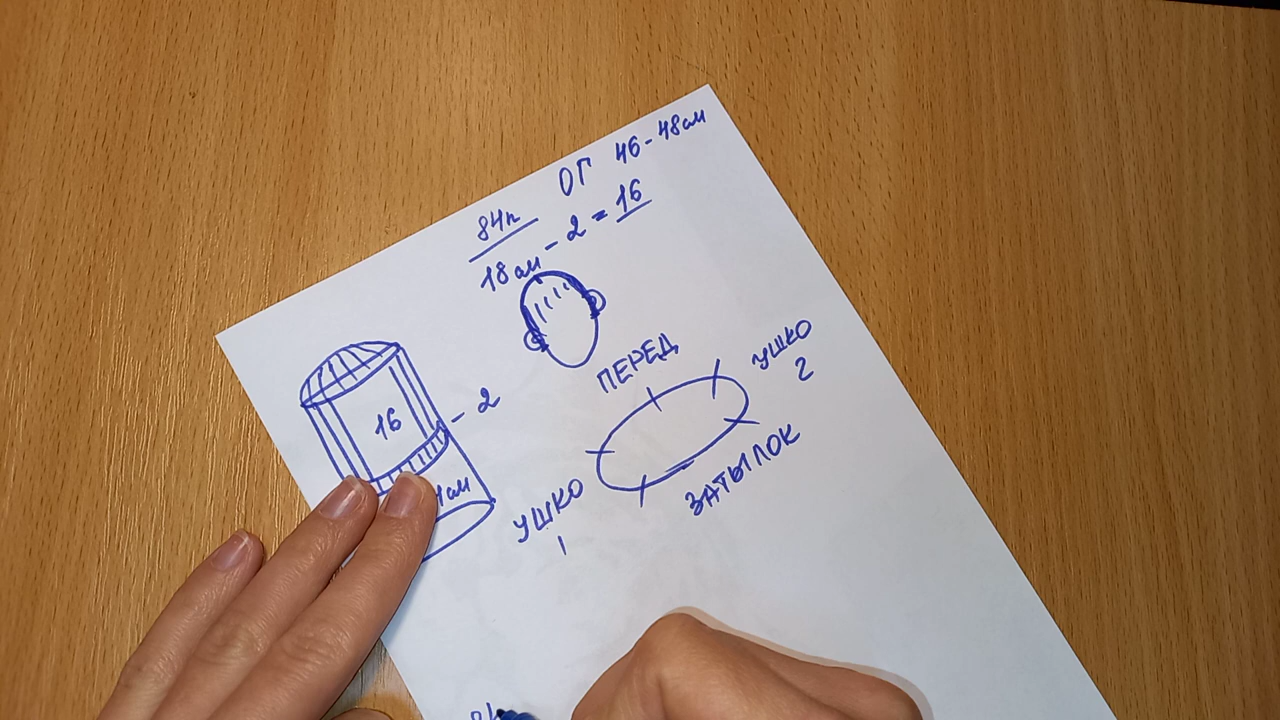 ОГ 46-48см
84п
18см - 2 = 16
ПЕРЕД
УШКО
2
16
- 2
ЗАТЫЛОК
УШКО
1